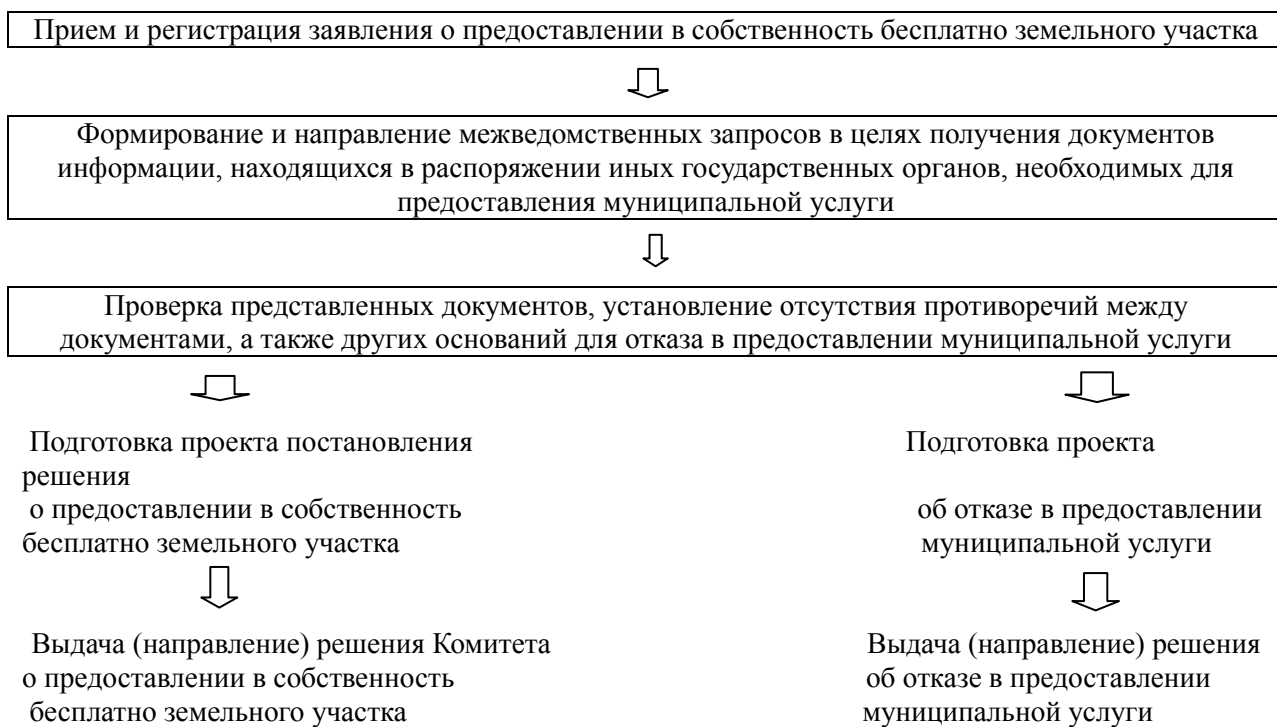 Прием и регистрация заявления о предоставлении в собственность бесплатно земельного участка
Формирование и направление межведомственных запросов в целях получения документов
информации, находящихся в распоряжении иных государственных органов, необходимых для
предоставления муниципальной услуги
Проверка представленных документов, установление отсутствия противоречий между
документами, а также других оснований для отказа в предоставлении муниципальной услуги
Подготовка проекта постановления
решения
о предоставлении в собственность
бесплатно земельного участка
Подготовка проекта
об отказе в предоставлении
муниципальной услуги
Выдача (направление) решения Комитета
о предоставлении в собственность
бесплатно земельного участка
Выдача (направление) решения
об отказе в предоставлении
муниципальной услуги